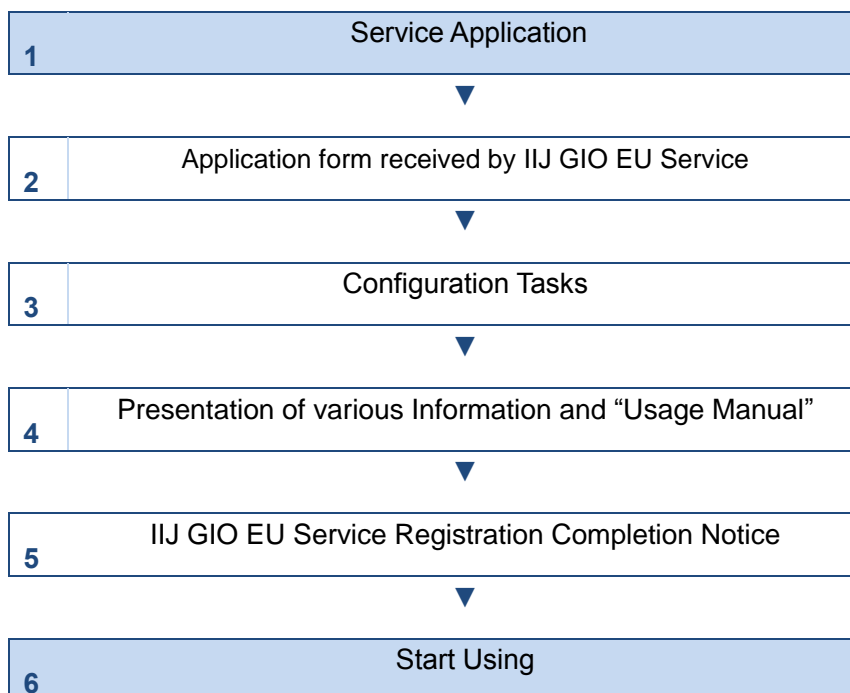 Service Application
1
▼
Application form received by IIJ GIO EU Service
2
▼
Configuration Tasks
3
▼
Presentation of various Information and “Usage Manual”
4
▼
IIJ GIO EU Service Registration Completion Notice
5
▼
Start Using
6